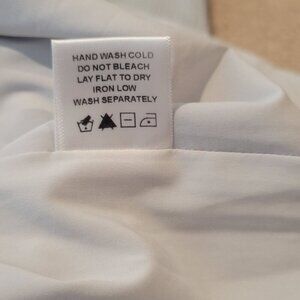 HAND WASH COLD
DO NOT BLEACH
LAY FLAT TO DRY
IRON LOW
WASH SEPARATELY